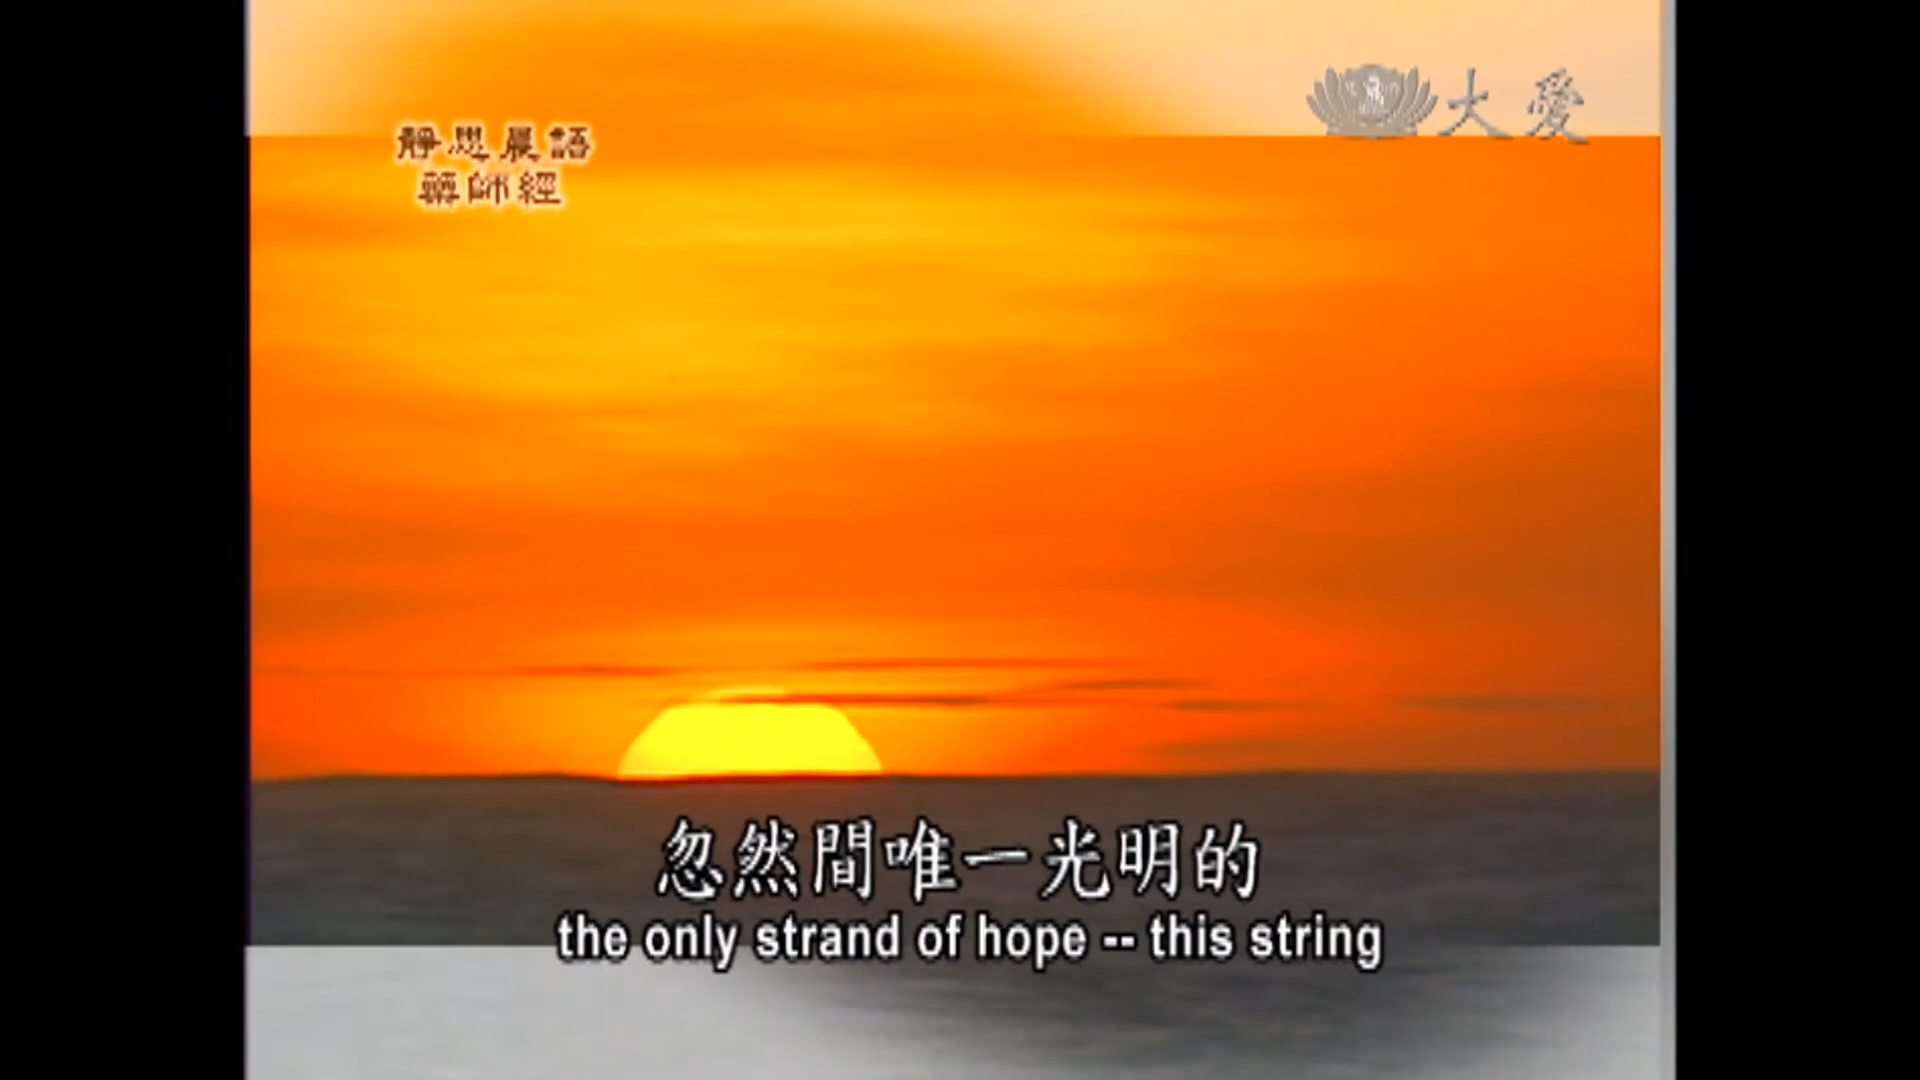 大愛
靜思晨語
藥師經
忽然間唯一光明的
the only strand of hope -- this string